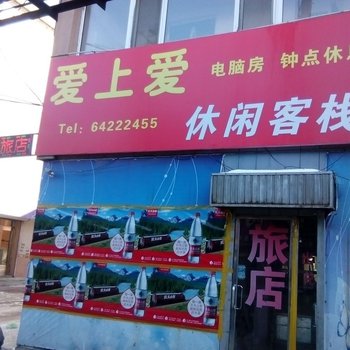 爱上爱
电脑房 钟点休
Tel: 64222455
休闲客栈
旅店
旅店